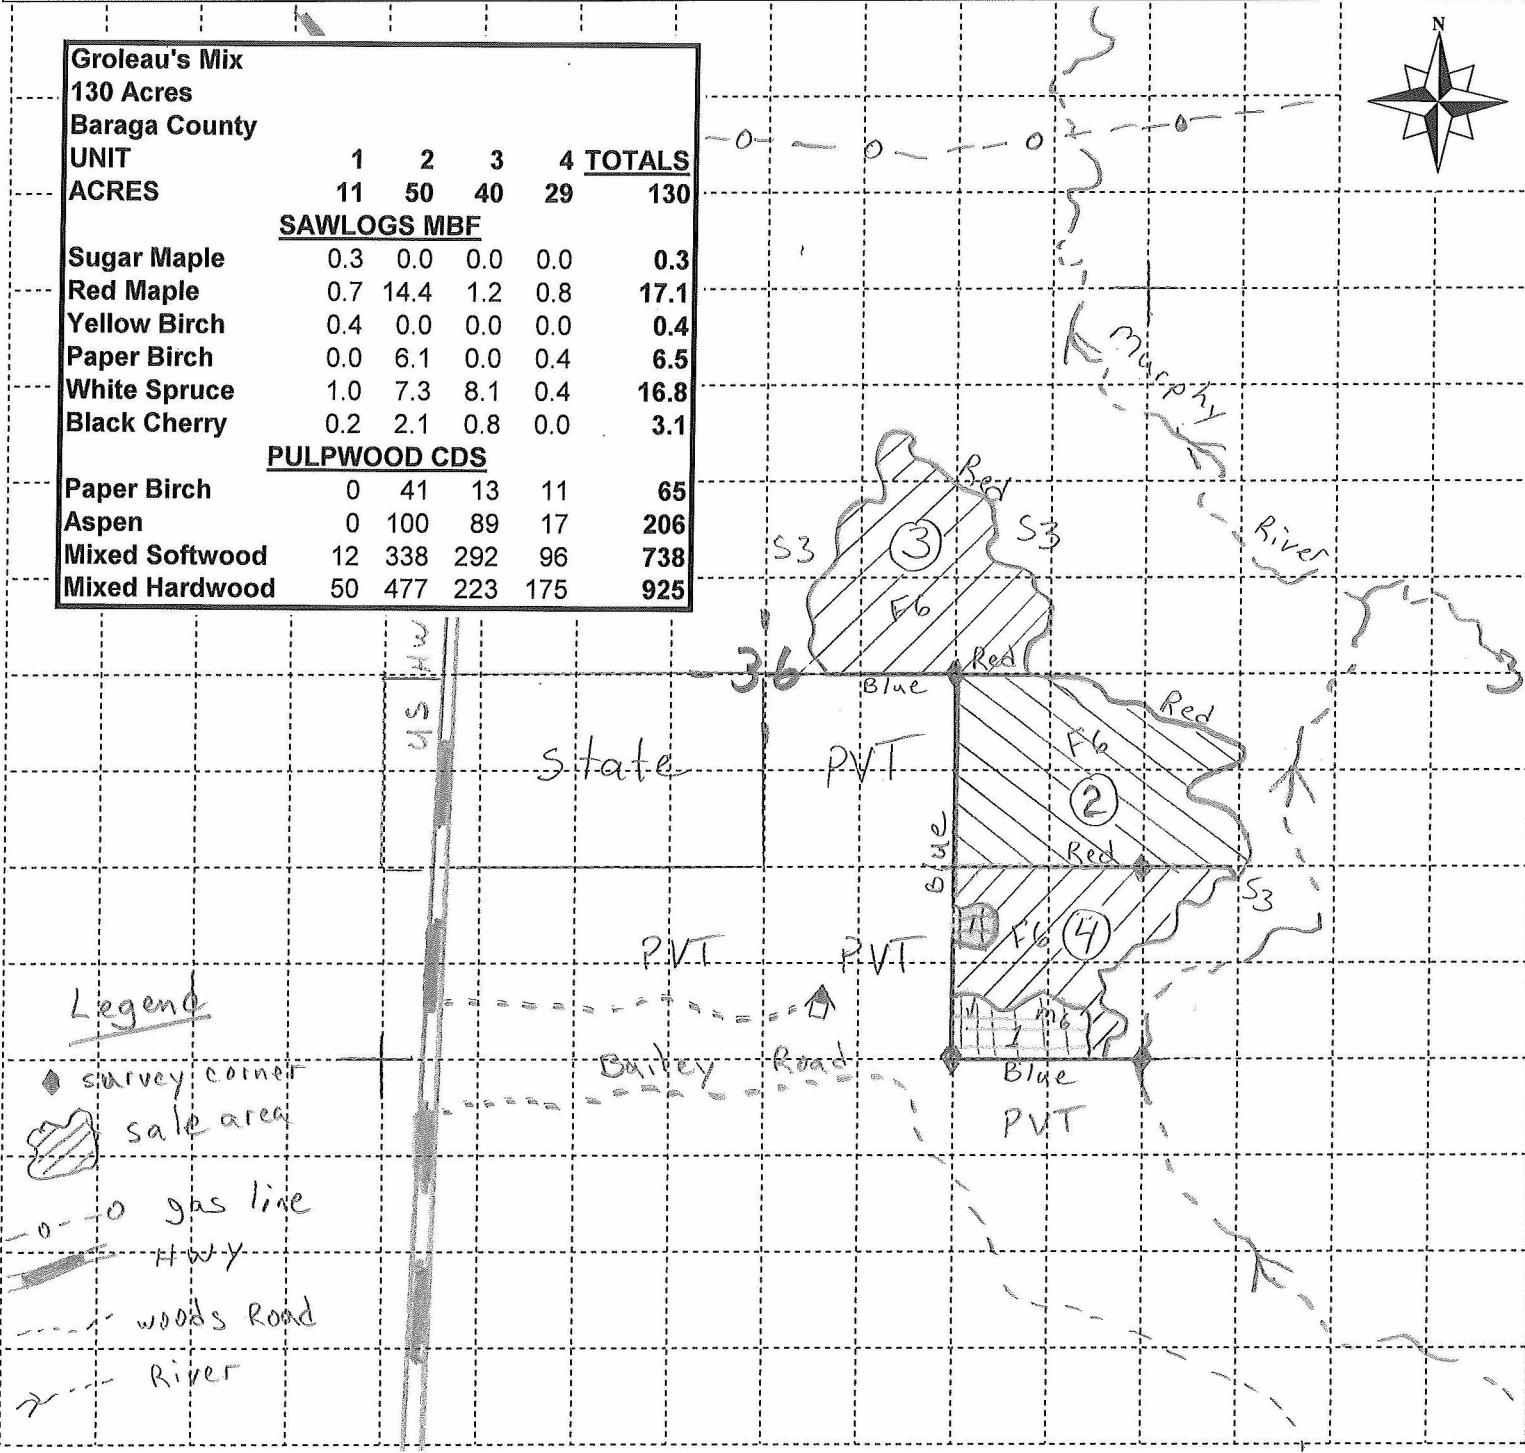 N
Groleau's Mix
130 Acres
Baraga County
UNIT 1 2 3 4 TOTALS
ACRES 11 50 40 29 130
SAWLOGS MBF
Sugar Maple 0.3 0.0 0.0 0.0 0.3
Red Maple 0.7 14.4 1.2 0.8 17.1
Yellow Birch 0.4 0.0 0.0 0.0 0.4
Paper Birch 0.0 6.1 0.0 0.4 6.5
White Spruce 1.0 7.3 8.1 0.4 16.8
Black Cherry 0.2 2.1 0.8 0.0 3.1
PULPWOOD CDS
Paper Birch 0 41 13 11 65
Aspen 0 100 89 17 206
Mixed Softwood 12 338 292 96 738
Mixed Hardwood 50 477 223 175 925
Murphy
River
Red
S3
3
S3
F6
US HW
36
Blue
Red
3
Red
State
PVT
F6
2
Blue
Red
S3
PVT
PVT
F6
4
M6
1
Bailey Road
Blue
PVT
Legend
survey corner
sale area
gas line
HWY
woods Road
River